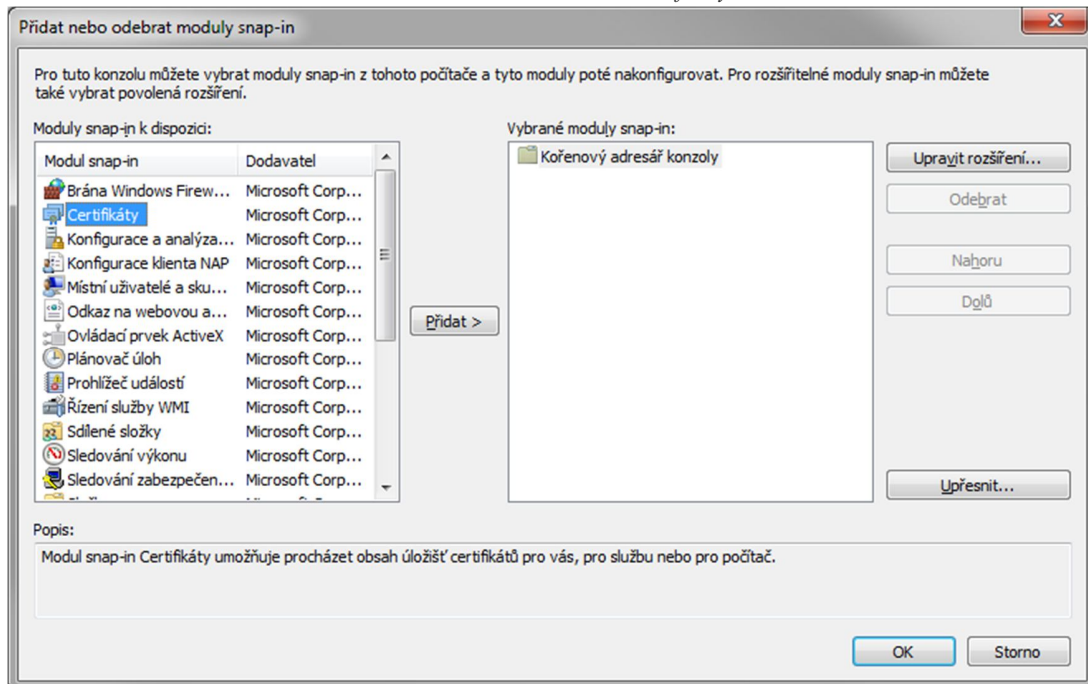 Přidat nebo odebrat moduly snap-in
Pro tuto konzolu můžete vybrat moduly snap-in z tohoto počítače a tyto moduly poté nakonfigurovat. Pro rozšířitelné moduly snap-in můžete
také vybrat povolená rozšíření.
Moduly snap-in k dispozici:
Modul snap-in Dodavatel
Brána Windows Firew... Microsoft Corp...
Certifikáty Microsoft Corp...
Konfigurace a analýza... Microsoft Corp...
Konfigurace klienta NAP Microsoft Corp...
Místní uživatelé a sku... Microsoft Corp...
Odkaz na webovou a... Microsoft Corp...
Ovládací prvek ActiveX Microsoft Corp...
Plánovač úloh Microsoft Corp...
Prohlížeč událostí Microsoft Corp...
Řízení služby WMI Microsoft Corp...
Sdílené složky Microsoft Corp...
Sledování výkonu Microsoft Corp...
Sledování zabezpečen... Microsoft Corp...
Přidat >
Vybrané moduly snap-in:
Kořenový adresář konzoly
Upravit rozšíření...
Odebrat
Nahoru
Dolů
Upřesnit...
Popis:
Modul snap-in Certifikáty umožňuje procházet obsah úložišť certifikátů pro vás, pro službu nebo pro počítač.
OK
Storno